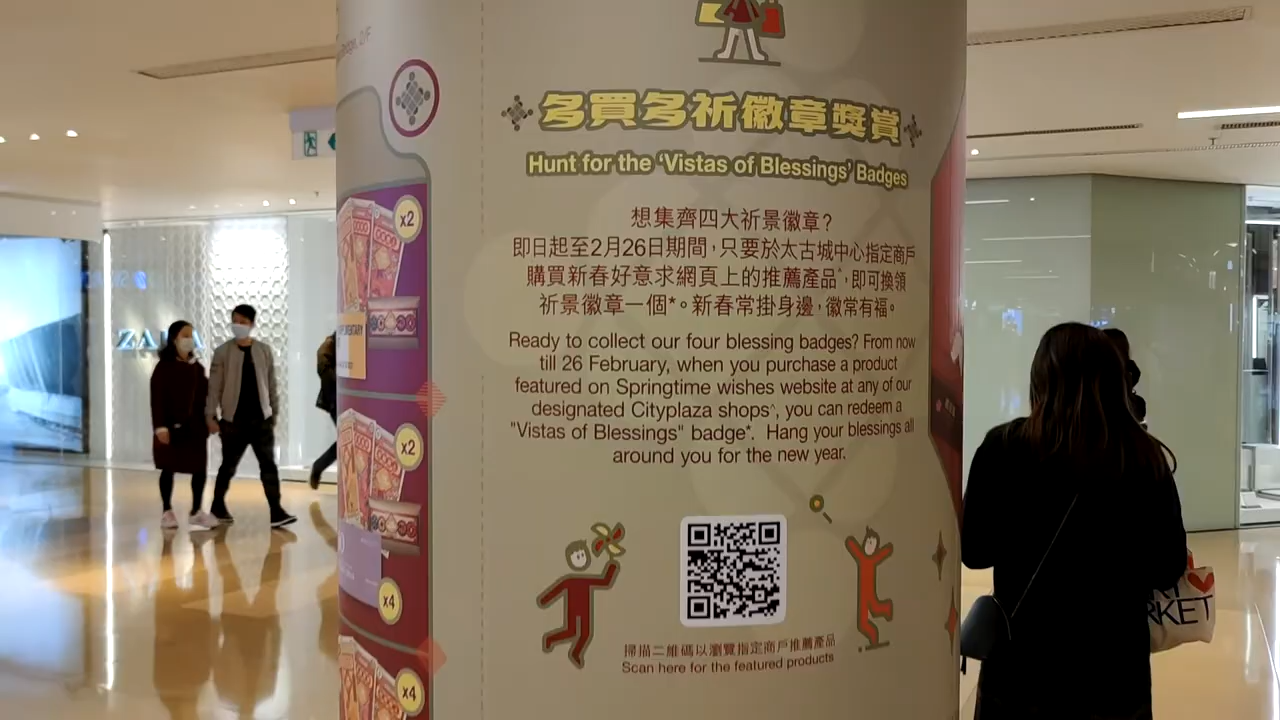 多買多祈徽章獎賞
Hunt for the ‘Vistas of Blessings’ Badges
想集齊四大祈景徽章？
即日起至2月26日期間，只要於太古城中心指定商戶
購買新春好意求網頁上的推薦產品^，即可換領
祈景徽章一個*。新春常掛身邊，徽常有福。
Ready to collect our four blessing badges? From now
till 26 February, when you purchase a product
featured on Springtime wishes website at any of our
designated Cityplaza shops^, you can redeem a
"Vistas of Blessings" badge*. Hang your blessings all
around you for the new year.
掃描二維碼以瀏覽指定商戶推薦產品
Scan here for the featured products
x2
x2
x4
x4
ZARA
RKET